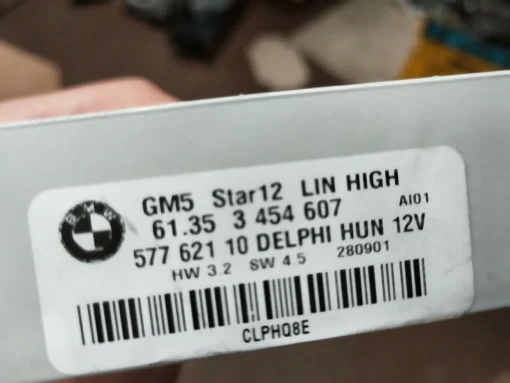 BMW
GM5 Star12 LIN HIGH
61.35 3 454 607 AI01
577 621 10 DELPHI HUN 12V
HW 3.2 SW 4.5 280901
CLPHQ8E